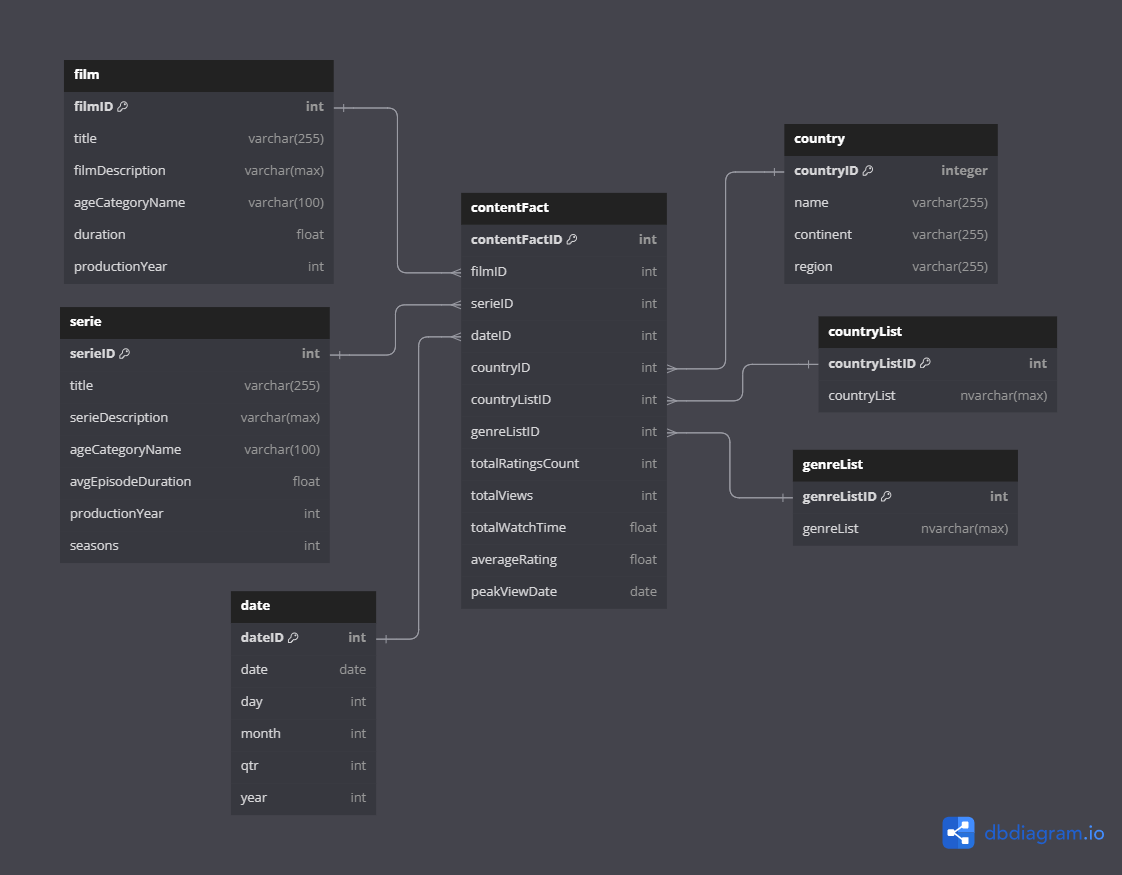 film
filmID int
title varchar(255)
filmDescription varchar(max)
ageCategoryName varchar(100)
duration float
productionYear int
serie
serieID int
title varchar(255)
serieDescription varchar(max)
ageCategoryName varchar(100)
avgEpisodeDuration float
productionYear int
seasons int
date
dateID int
date date
day int
month int
qtr int
year int
contentFact
contentFactID int
filmID int
serieID int
dateID int
countryID int
countryListID int
genreListID int
totalRatingsCount int
totalViews int
totalWatchTime float
averageRating float
peakViewDate date
country
countryID integer
name varchar(255)
continent varchar(255)
region varchar(255)
countryList
countryListID int
countryList nvarchar(max)
genreList
genreListID int
genreList nvarchar(max)
dbdiagram.io